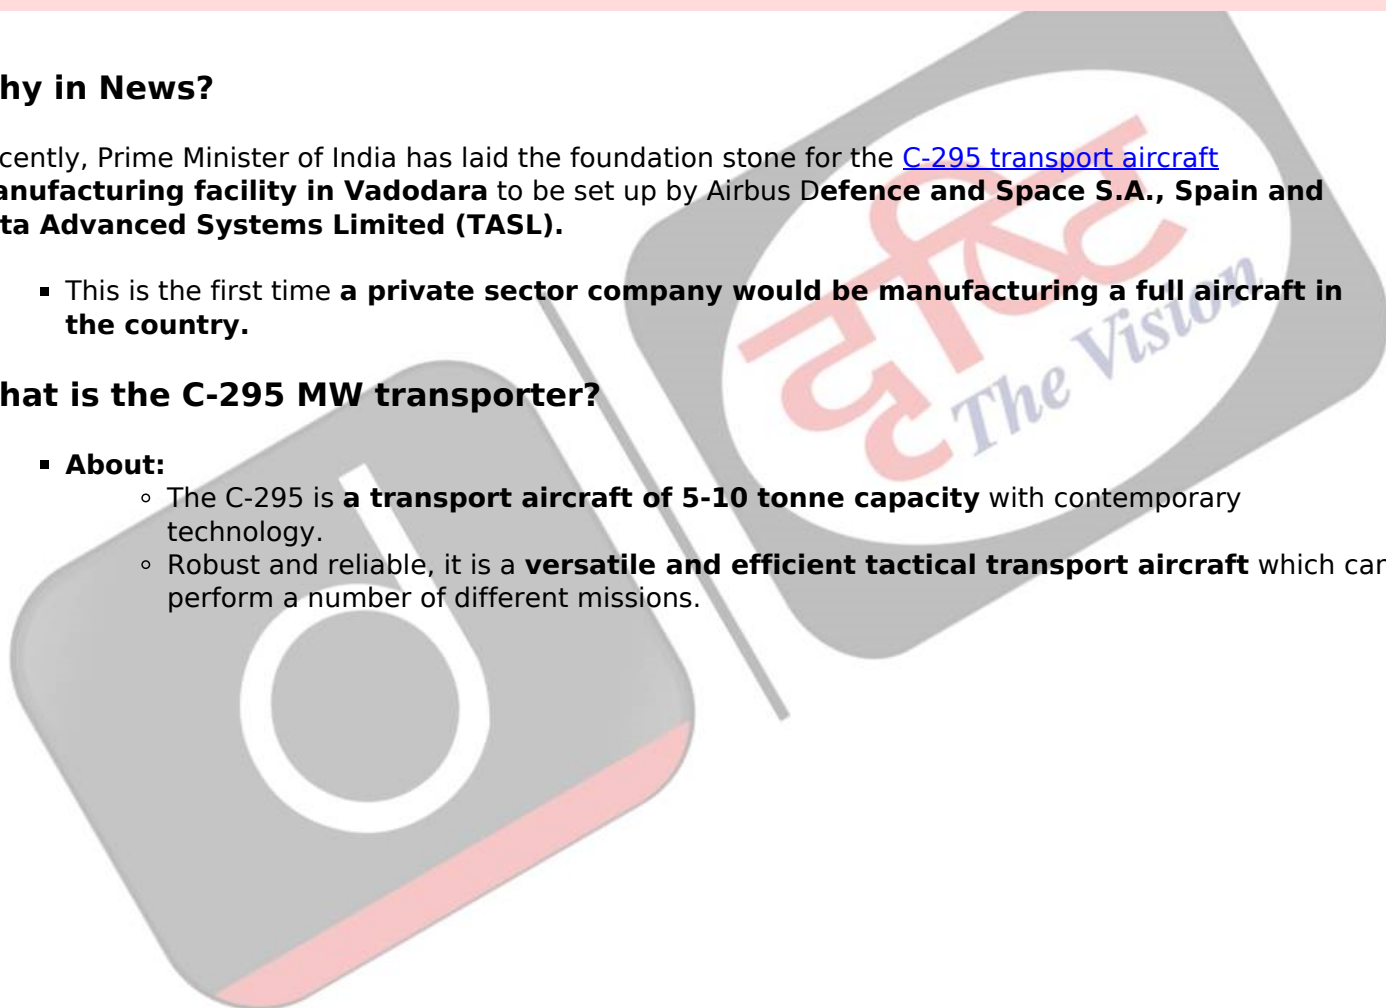 hy in News?
cently, Prime Minister of India has laid the foundation stone for the C-295 transport aircraft
anufacturing facility in Vadodara to be set up by Airbus Defence and Space S.A., Spain and
ta Advanced Systems Limited (TASL).
▪ This is the first time a private sector company would be manufacturing a full aircraft in
the country.
hat is the C-295 MW transporter?
▪ About:
◦ The C-295 is a transport aircraft of 5-10 tonne capacity with contemporary
technology.
◦ Robust and reliable, it is a versatile and efficient tactical transport aircraft which can
perform a number of different missions.
दृष्टि
The Vision
d